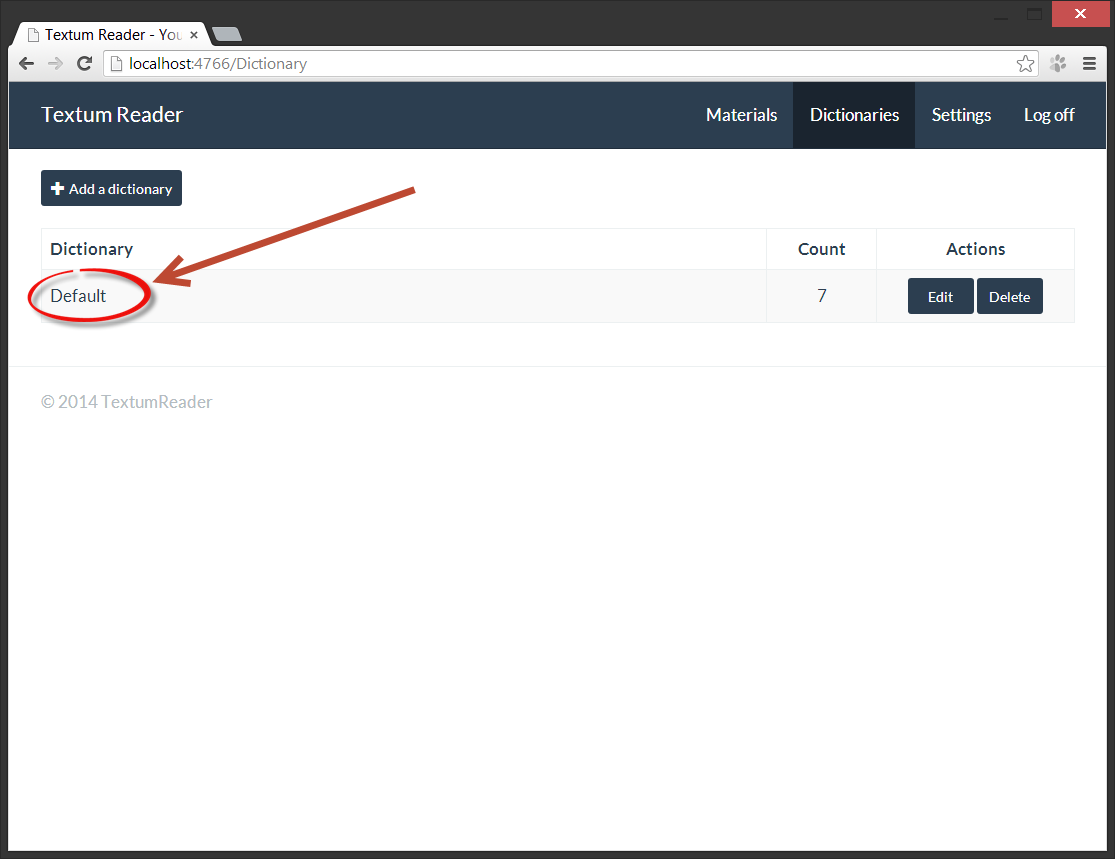 Textum Reader - You
localhost:4766/Dictionary
Textum Reader Materials Dictionaries Settings Log off
Add a dictionary
Dictionary Count Actions
Default 7 Edit Delete
© 2014 TextumReader